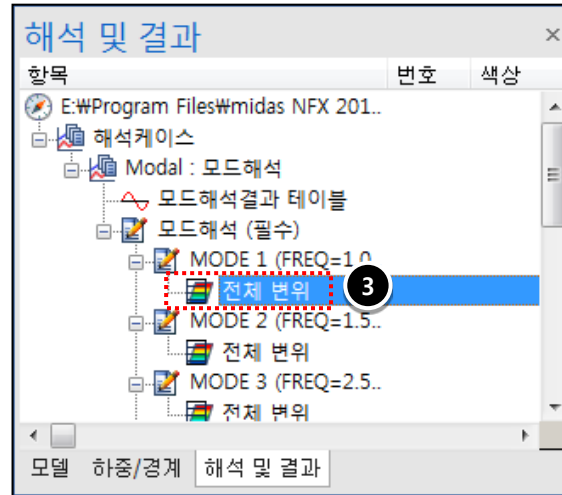 해석 및 결과
항목 번호 색상
E:₩Program Files₩midas NFX 201..
해석케이스
Modal : 모드해석
모드해석결과 테이블
모드해석 (필수)
MODE 1 (FREQ=1.0..
전체 변위 3
MODE 2 (FREQ=1.5..
전체 변위
MODE 3 (FREQ=2.5..
전체 변위
모델 하중/경계 해석 및 결과